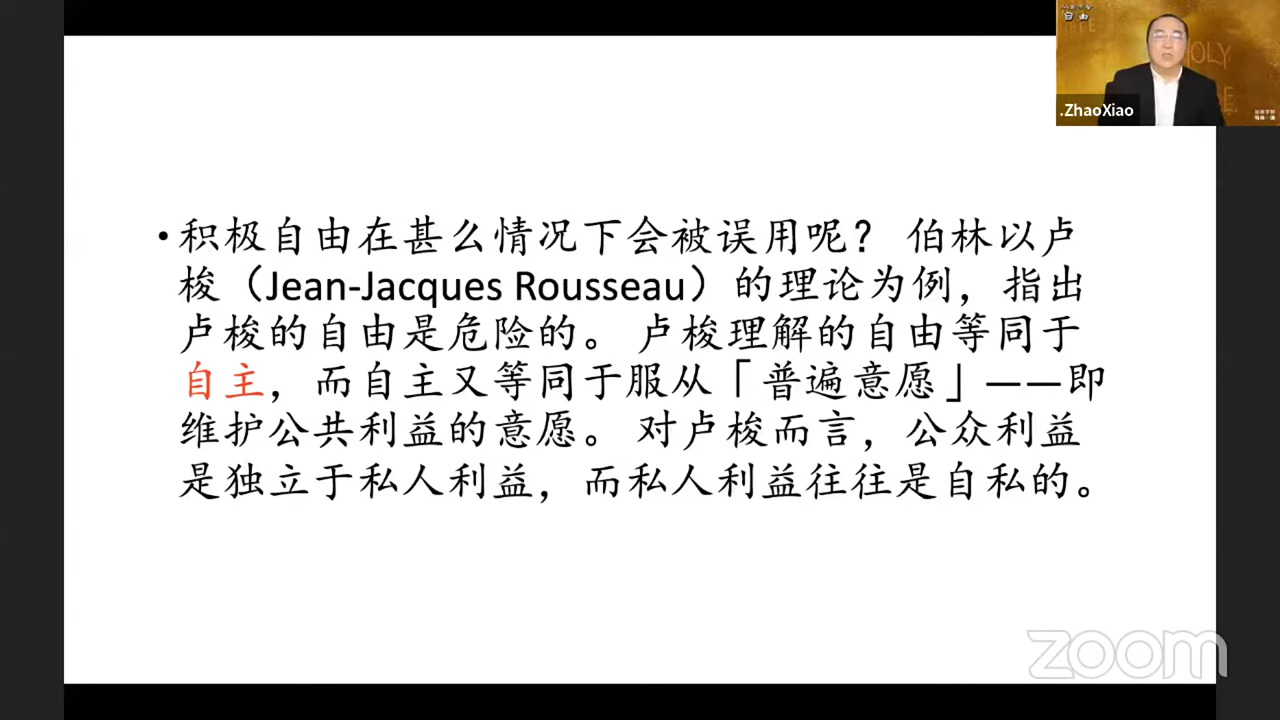 自由
OLY
.ZhaoXiao
• 积极自由在甚么情况下会被误用呢？ 伯林以卢
梭（Jean-Jacques Rousseau）的理论为例，指出
卢梭的自由是危险的。 卢梭理解的自由等同于
自主，而自主又等同于服从「普遍意愿」——即
维护公共利益的意愿。 对卢梭而言，公众利益
是独立于私人利益，而私人利益往往是自私的。
zoom